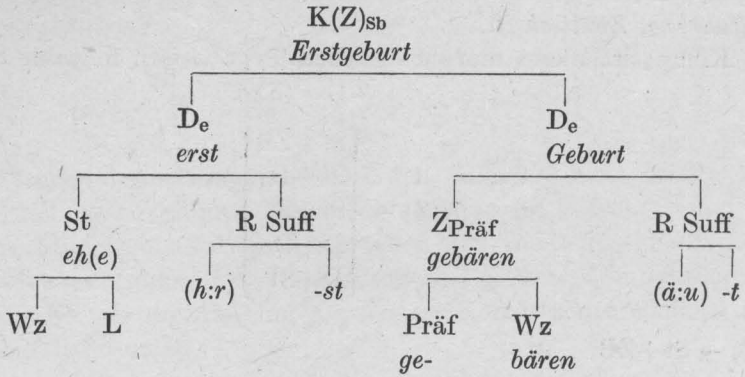 K(Z)Sb
Erstgeburt
De De
erst Geburt
St R Suff ZPräf R Suff
eh(e) gebären
(h:r) -st (ä:u) -t
Wz L Präf Wz
ge- bären